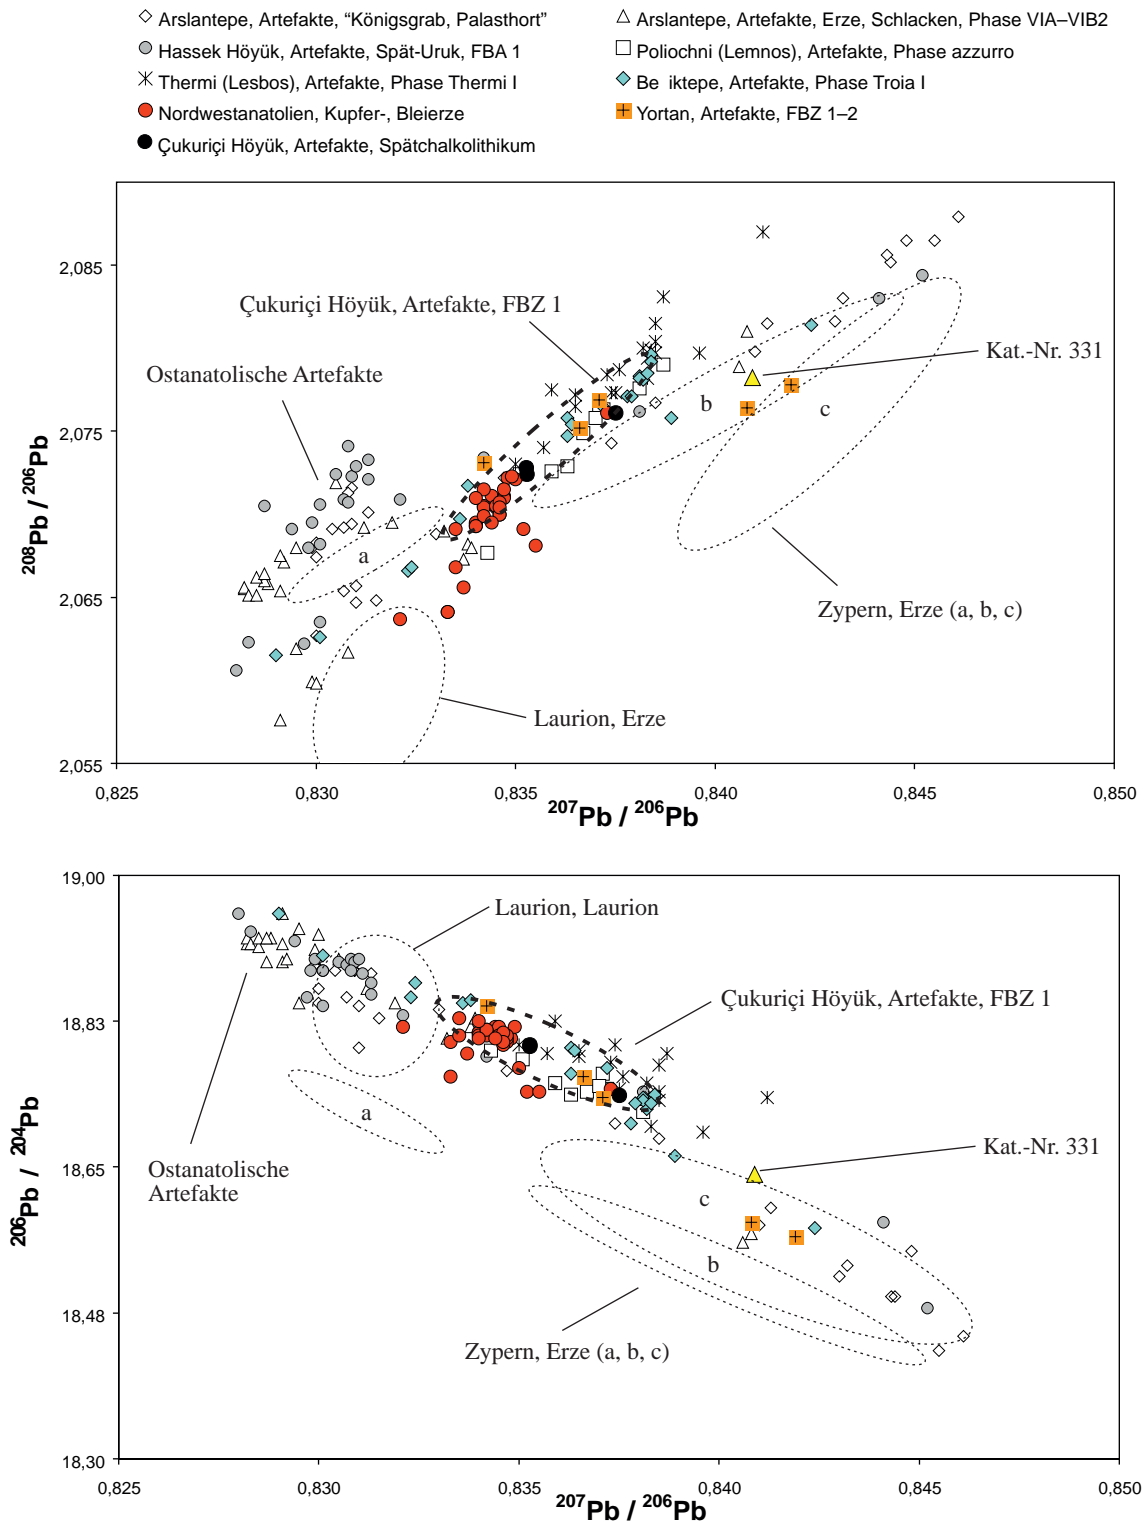 Arslantepe, Artefakte, “Königsgrab, Palasthort”
Arslantepe, Artefakte, Erze, Schlacken, Phase VIA–VIB2
Hassek Höyük, Artefakte, Spät-Uruk, FBA 1
Poliochni (Lemnos), Artefakte, Phase azzurro
Thermi (Lesbos), Artefakte, Phase Thermi I
Be iktepe, Artefakte, Phase Troia I
Nordwestanatolien, Kupfer-, Bleierze
Yortan, Artefakte, FBZ 1–2
Çukuriçi Höyük, Artefakte, Spätchalkolithikum
2,085
2,075
2,065
2,055
208Pb / 206Pb
Çukuriçi Höyük, Artefakte, FBZ 1
Ostanatolische Artefakte
Kat.-Nr. 331
a
b
c
Zypern, Erze (a, b, c)
Laurion, Erze
0,825
0,830
0,835
0,840
0,845
0,850
207Pb / 206Pb
19,00
18,83
18,65
18,48
18,30
206Pb / 204Pb
Laurion, Laurion
Çukuriçi Höyük, Artefakte, FBZ 1
a
Kat.-Nr. 331
Ostanatolische
Artefakte
c
b
Zypern, Erze (a, b, c)
0,825
0,830
0,835
0,840
0,845
0,850
207Pb / 206Pb